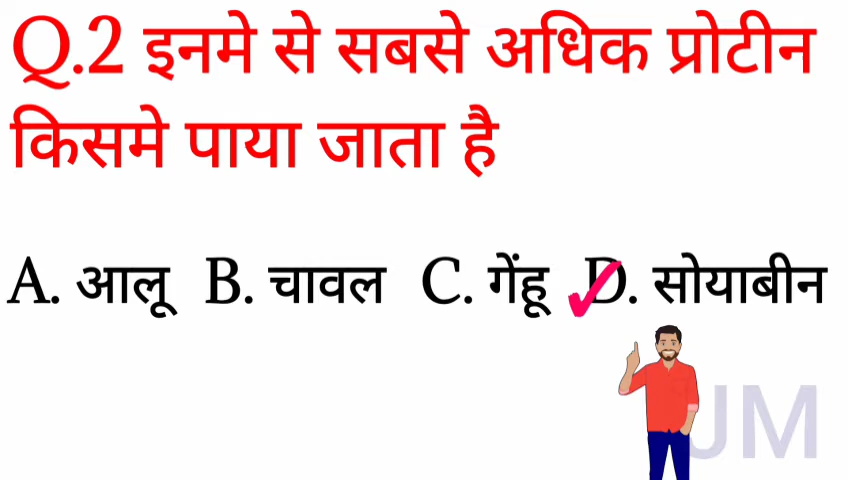 Q.2 इनमे से सबसे अधिक प्रोटीन
किसमे पाया जाता है
A. आलू B. चावल C. गेंहू D. सोयाबीन
JM